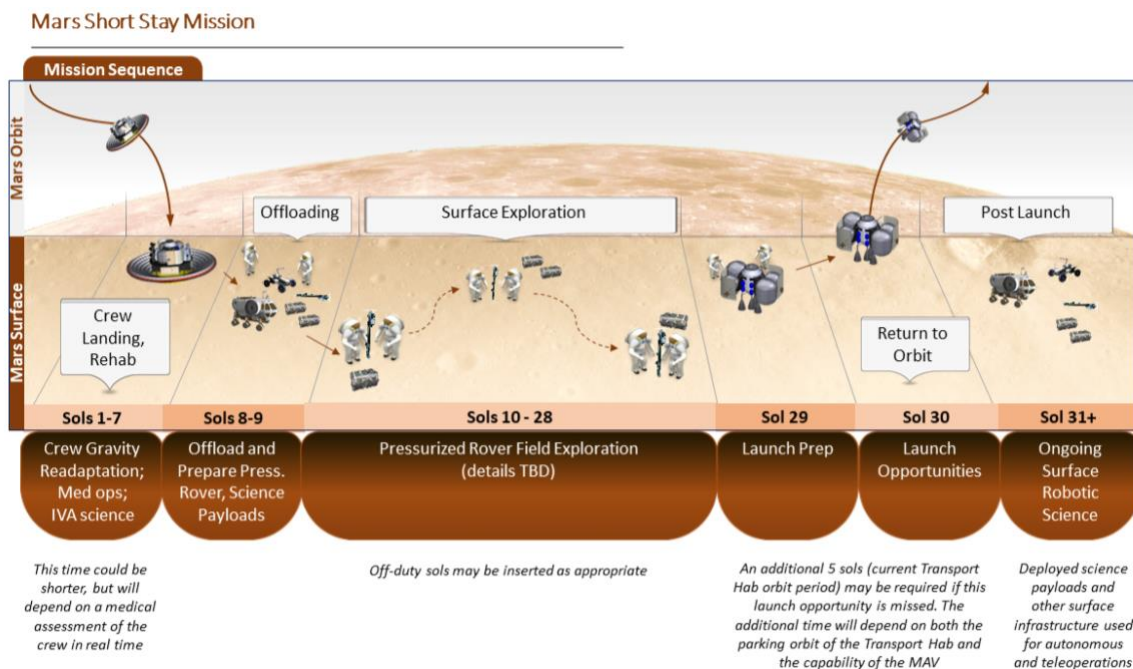 Mars Short Stay Mission
Mission Sequence
Mars Orbit
Mars Surface
Offloading
Surface Exploration
Post Launch
Crew
Landing,
Rehab
Return to
Orbit
Sols 1-7
Sols 8-9
Sols 10 - 28
Sol 29
Sol 30
Sol 31+
Crew Gravity
Readaptation;
Med ops;
IVA science
Offload and
Prepare Press.
Rover, Science
Payloads
Pressurized Rover Field Exploration
(details TBD)
Launch Prep
Launch
Opportunities
Ongoing
Surface
Robotic
Science
This time could be
shorter, but will
depend on a medical
assessment of the
crew in real time
Off-duty sols may be inserted as appropriate
An additional 5 sols (current Transport
Hab orbit period) may be required if this
launch opportunity is missed. The
additional time will depend on both the
parking orbit of the Transport Hab and
the capability of the MAV
Deployed science
payloads and
other surface
infrastructure used
for autonomous
and teleoperations